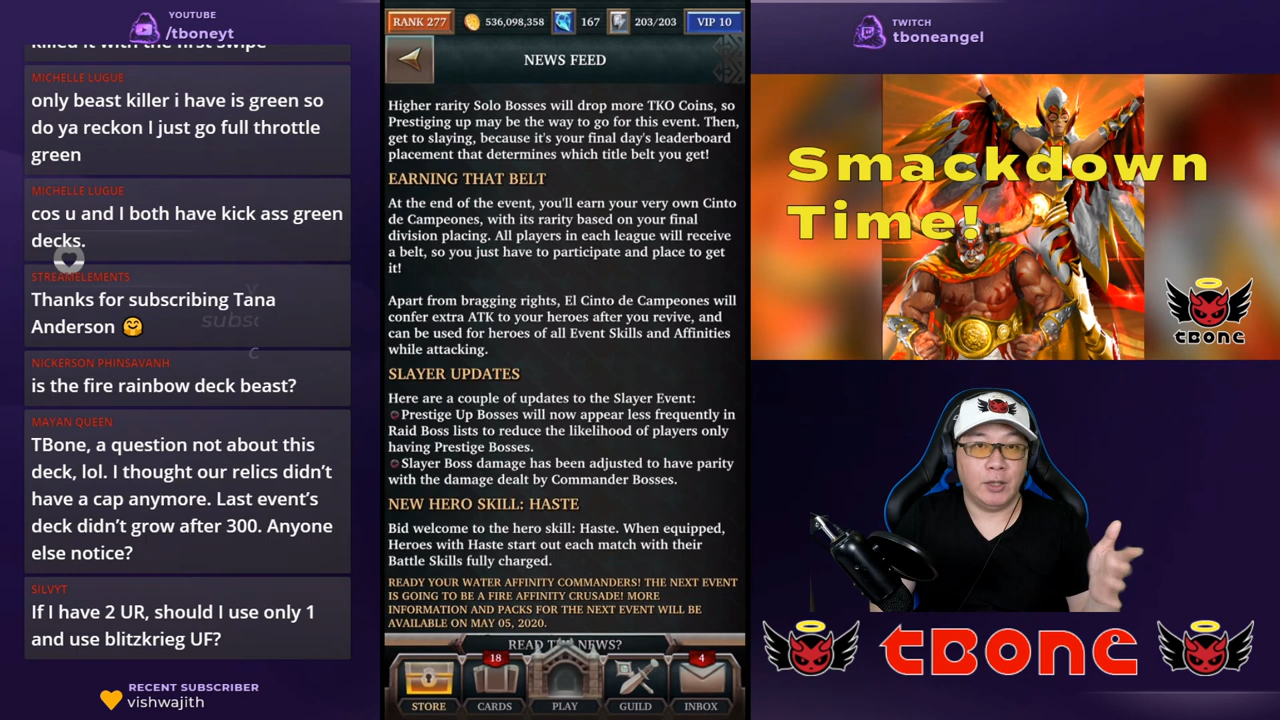 YOUTUBE
/tboneyt
killed it with the first swipe
MICHELLE LUGUE
only beast killer i have is green so
do ya reckon I just go full throttle
green
MICHELLE LUGUE
cos u and I both have kick ass green
decks.
STREAMELEMENTS
Thanks for subscribing Tana
Anderson 🤗
NICKERSON PHINSAVANH
is the fire rainbow deck beast?
MAYAN QUEEN
TBone, a question not about this
deck, lol. I thought our relics didn’t
have a cap anymore. Last event’s
deck didn’t grow after 300. Anyone
else notice?
SILVYT
If I have 2 UR, should I use only 1
and use blitzkrieg UF?
RECENT SUBSCRIBER
vishwajith
RANK 277
536,098,358
167
203/203
VIP 10
NEWS FEED
Higher rarity Solo Bosses will drop more TKO Coins, so
Prestiging up may be the way to go for this event. Then,
get to slaying, because it's your final day's leaderboard
placement that determines which title belt you get!
EARNING THAT BELT
At the end of the event, you'll earn your very own Cinto
de Campeones, with its rarity based on your final
division placing. All players in each league will receive
a belt, so you just have to participate and place to get
it!
Apart from bragging rights, El Cinto de Campeones will
confer extra ATK to your heroes after you revive, and
can be used for heroes of all Event Skills and Affinities
while attacking.
SLAYER UPDATES
Here are a couple of updates to the Slayer Event:
Prestige Up Bosses will now appear less frequently in
Raid Boss lists to reduce the likelihood of players only
having Prestige Bosses.
Slayer Boss damage has been adjusted to have parity
with the damage dealt by Commander Bosses.
NEW HERO SKILL: HASTE
Bid welcome to the hero skill: Haste. When equipped,
Heroes with Haste start out each match with their
Battle Skills fully charged.
READY YOUR WATER AFFINITY COMMANDERS! THE NEXT EVENT
IS GOING TO BE A FIRE AFFINITY CRUSADE! MORE
INFORMATION AND PACKS FOR THE NEXT EVENT WILL BE
AVAILABLE ON MAY 05, 2020.
READ THE NEWS?
18
4
STORE
CARDS
PLAY
GUILD
INBOX
TWITCH
tboneangel
Smackdown
Time!
tBONE
tBONE